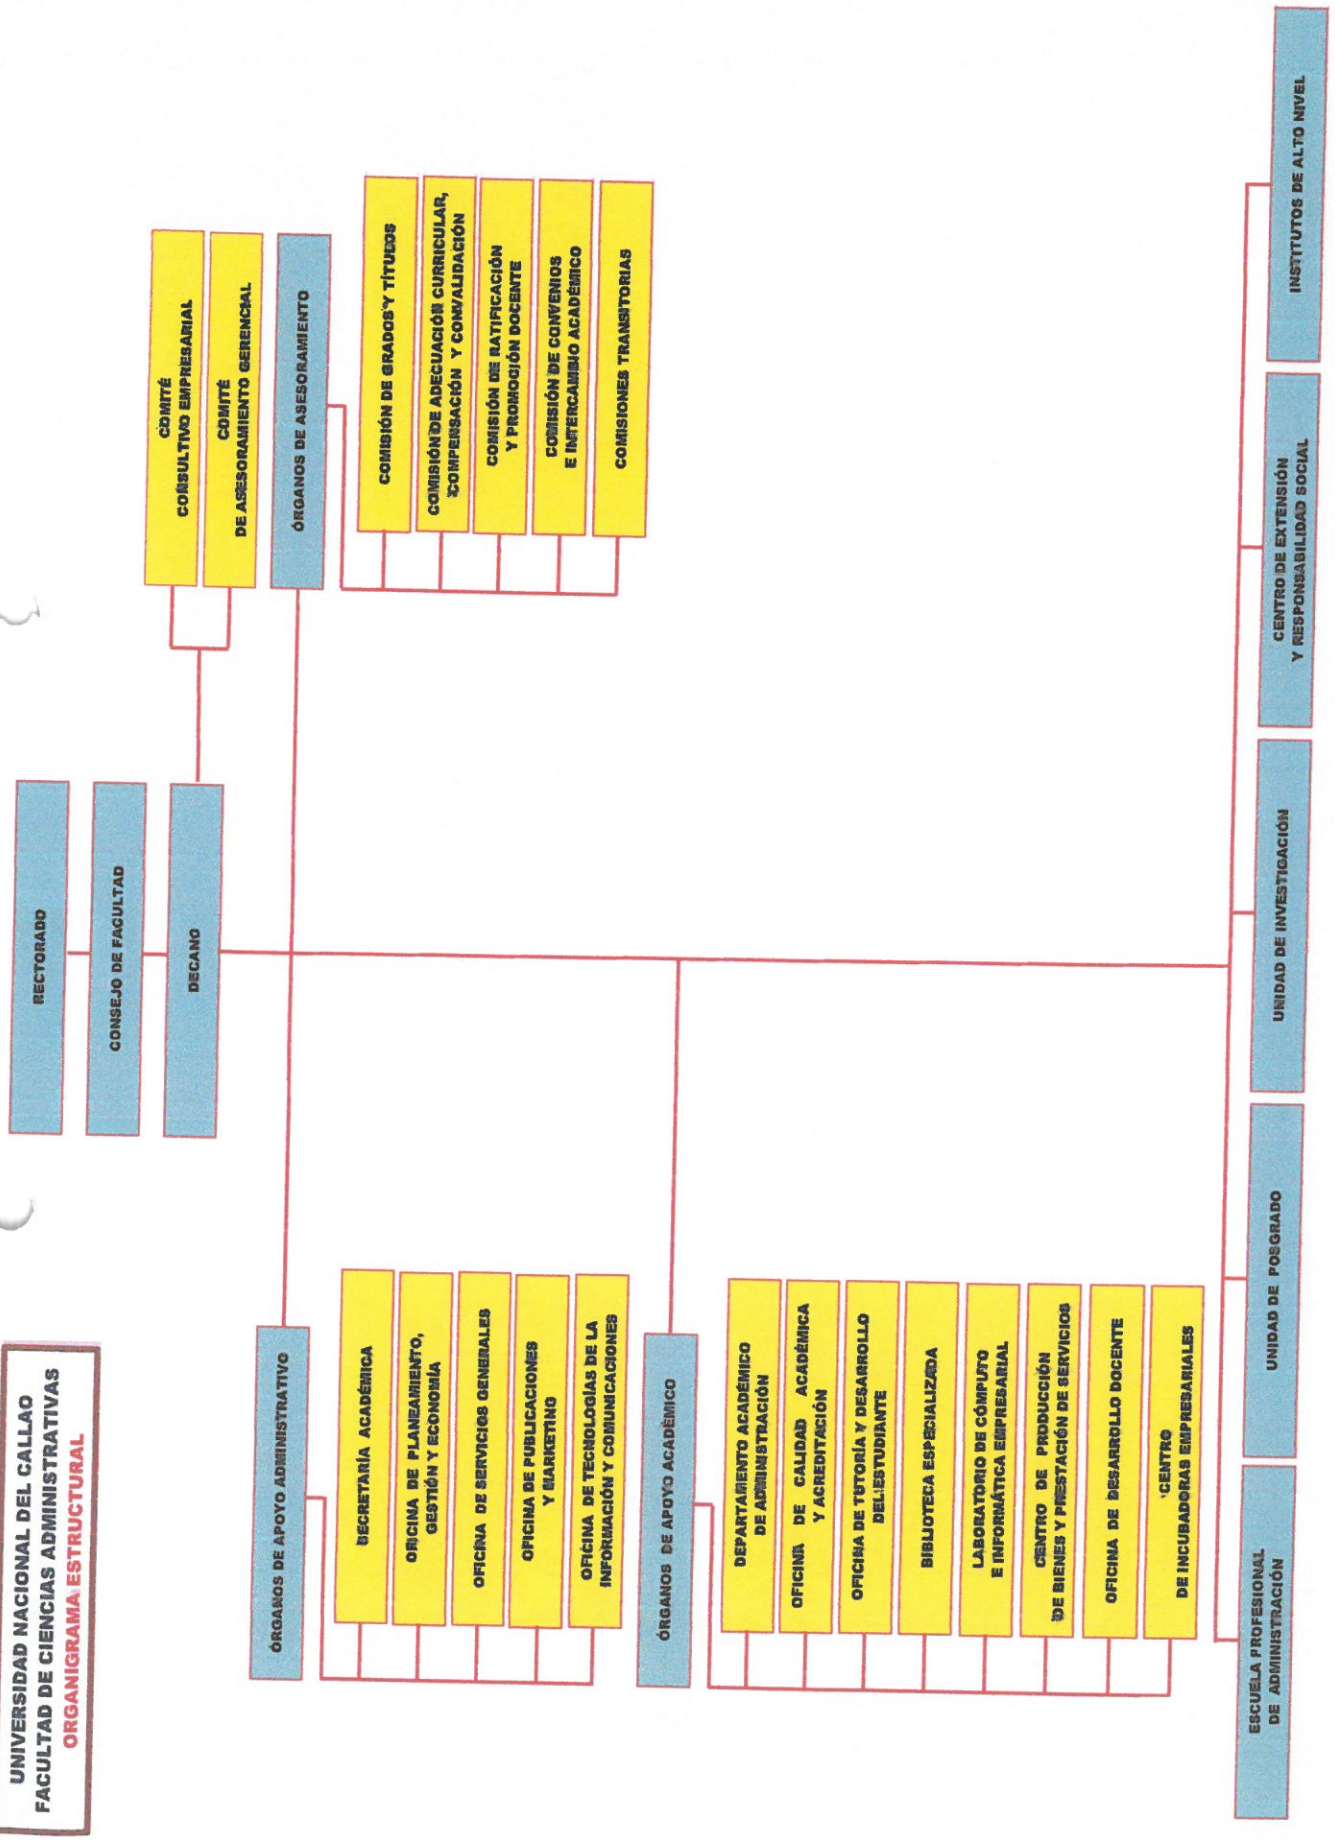 UNIVERSIDAD NACIONAL DEL CALLAO
FACULTAD DE CIENCIAS ADMINISTRATIVAS
ORGANIGRAMA ESTRUCTURAL
RECTORADO
CONSEJO DE FACULTAD
DECANO
COMITÉ
CONSULTIVO EMPRESARIAL
COMITÉ
DE ASESORAMIENTO GERENCIAL
ÓRGANOS DE ASESORAMIENTO
COMISIÓN DE GRADOS Y TÍTULOS
COMISIÓN DE ADECUACIÓN CURRICULAR,
COMPENSACIÓN Y CONVALIDACIÓN
COMISIÓN DE RATIFICACIÓN
Y PROMOCIÓN DOCENTE
COMISIÓN DE CONVENIOS
E INTERCAMBIO ACADÉMICO
COMISIONES TRANSITORIAS
ÓRGANOS DE APOYO ADMINISTRATIVO
SECRETARÍA ACADÉMICA
OFICINA DE PLANEAMIENTO,
GESTIÓN Y ECONOMÍA
OFICINA DE SERVICIOS GENERALES
OFICINA DE PUBLICACIONES
Y MARKETING
OFICINA DE TECNOLOGÍAS DE LA
INFORMACIÓN Y COMUNICACIONES
ÓRGANOS DE APOYO ACADÉMICO
DEPARTAMENTO ACADÉMICO
DE ADMINISTRACIÓN
OFICINA DE CALIDAD ACADÉMICA
Y ACREDITACIÓN
OFICINA DE TUTORÍA Y DESARROLLO
DEL ESTUDIANTE
BIBLIOTECA ESPECIALIZADA
LABORATORIO DE CÓMPUTO
E INFORMÁTICA EMPRESARIAL
CENTRO DE PRODUCCIÓN
DE BIENES Y PRESTACIÓN DE SERVICIOS
OFICINA DE DESARROLLO DOCENTE
CENTRO
DE INCUBADORAS EMPRESARIALES
ESCUELA PROFESIONAL
DE ADMINISTRACIÓN
UNIDAD DE POSGRADO
UNIDAD DE INVESTIGACIÓN
CENTRO DE EXTENSIÓN
Y RESPONSABILIDAD SOCIAL
INSTITUTOS DE ALTO NIVEL